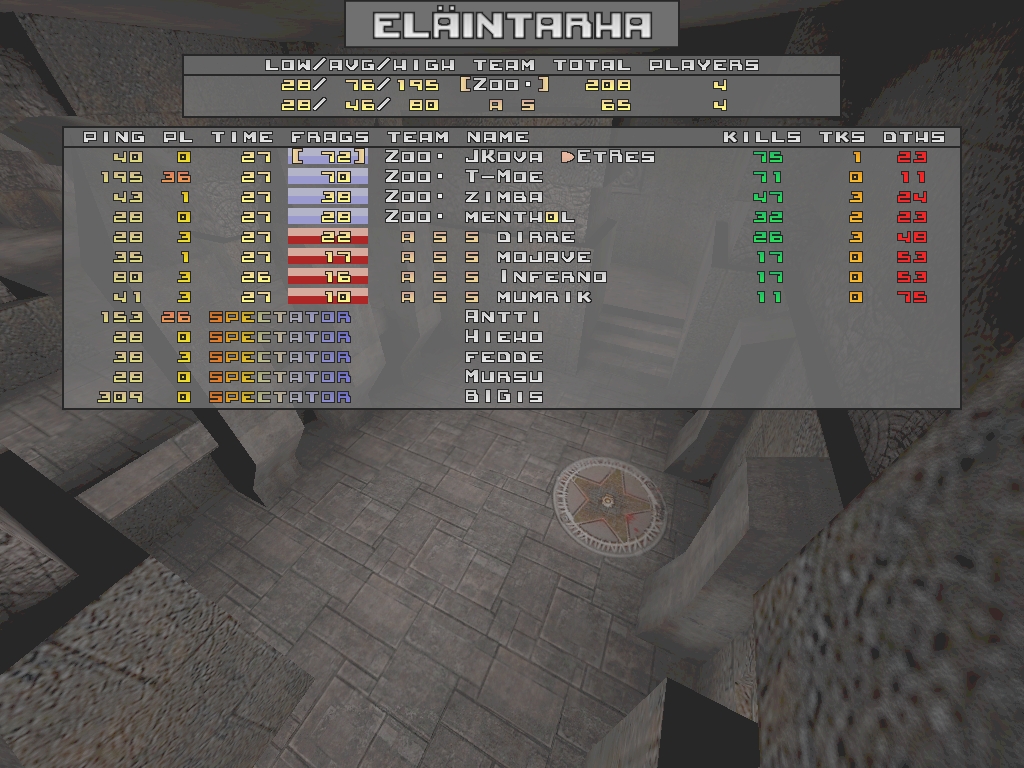 ELÄINTARHA
LOW/AVG/HIGH TEAM TOTAL PLAYERS
28/ 76/195 [ZOO·] 208 4
28/ 46/ 80 A S 65 4
PING PL TIME FRAGS TEAM NAME KILLS TKS DTHS
40 0 27 [ 72] ZOO· JKOVA DETRES 75 1 23
195 36 27 70 ZOO· T-MOE 71 0 11
43 1 27 38 ZOO· ZIMBA 47 3 24
28 0 27 28 ZOO· MENTHOL 32 2 23
28 3 27 22 A S S DIRRE 26 3 48
35 1 27 17 A S S MOJAVE 17 0 53
80 3 26 16 A S S INFERNO 17 0 53
41 3 27 10 A S S MUMRIK 11 0 75
153 26 SPECTATOR ANTTI
28 0 SPECTATOR HIEWO
38 3 SPECTATOR FEDDE
28 0 SPECTATOR MURSU
309 0 SPECTATOR BIGIS